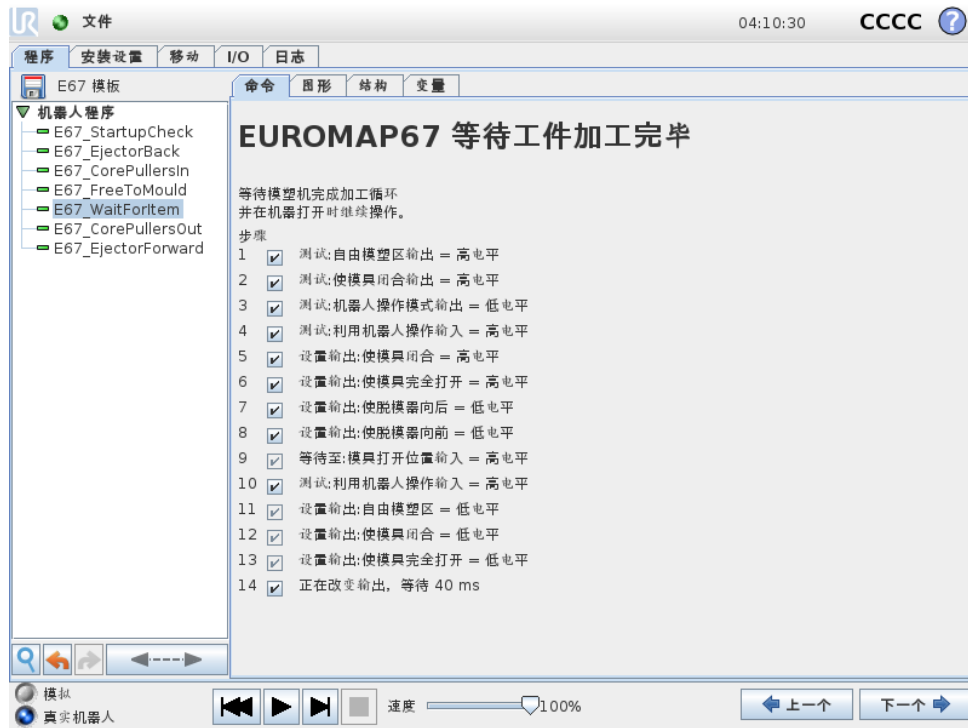 UR 文件 04:10:30 CCCC ?
程序 安装设置 移动 I/O 日志
E67 模板
命令 图形 结构 变量
机器人程序
E67_StartupCheck
E67_EjectorBack
E67_CorePullersIn
E67_FreeToMould
E67_WaitForItem
E67_CorePullersOut
E67_EjectorForward
EUROMAP67 等待工件加工完毕
等待模塑机完成加工循环
并在机器打开时继续操作。
步骤
1 测试:自由模塑区输出 = 高电平
2 测试:使模具闭合输出 = 高电平
3 测试:机器人操作模式输出 = 低电平
4 测试:利用机器人操作输入 = 高电平
5 设置输出:使模具闭合 = 高电平
6 设置输出:使模具完全打开 = 高电平
7 设置输出:使脱模器向后 = 低电平
8 设置输出:使脱模器向前 = 低电平
9 等待至:模具打开位置输入 = 高电平
10 测试:利用机器人操作输入 = 高电平
11 设置输出:自由模塑区 = 低电平
12 设置输出:使模具闭合 = 低电平
13 设置输出:使模具完全打开 = 低电平
14 正在改变输出，等待 40 ms
模拟
真实机器人
速度 100%
上一个 下一个